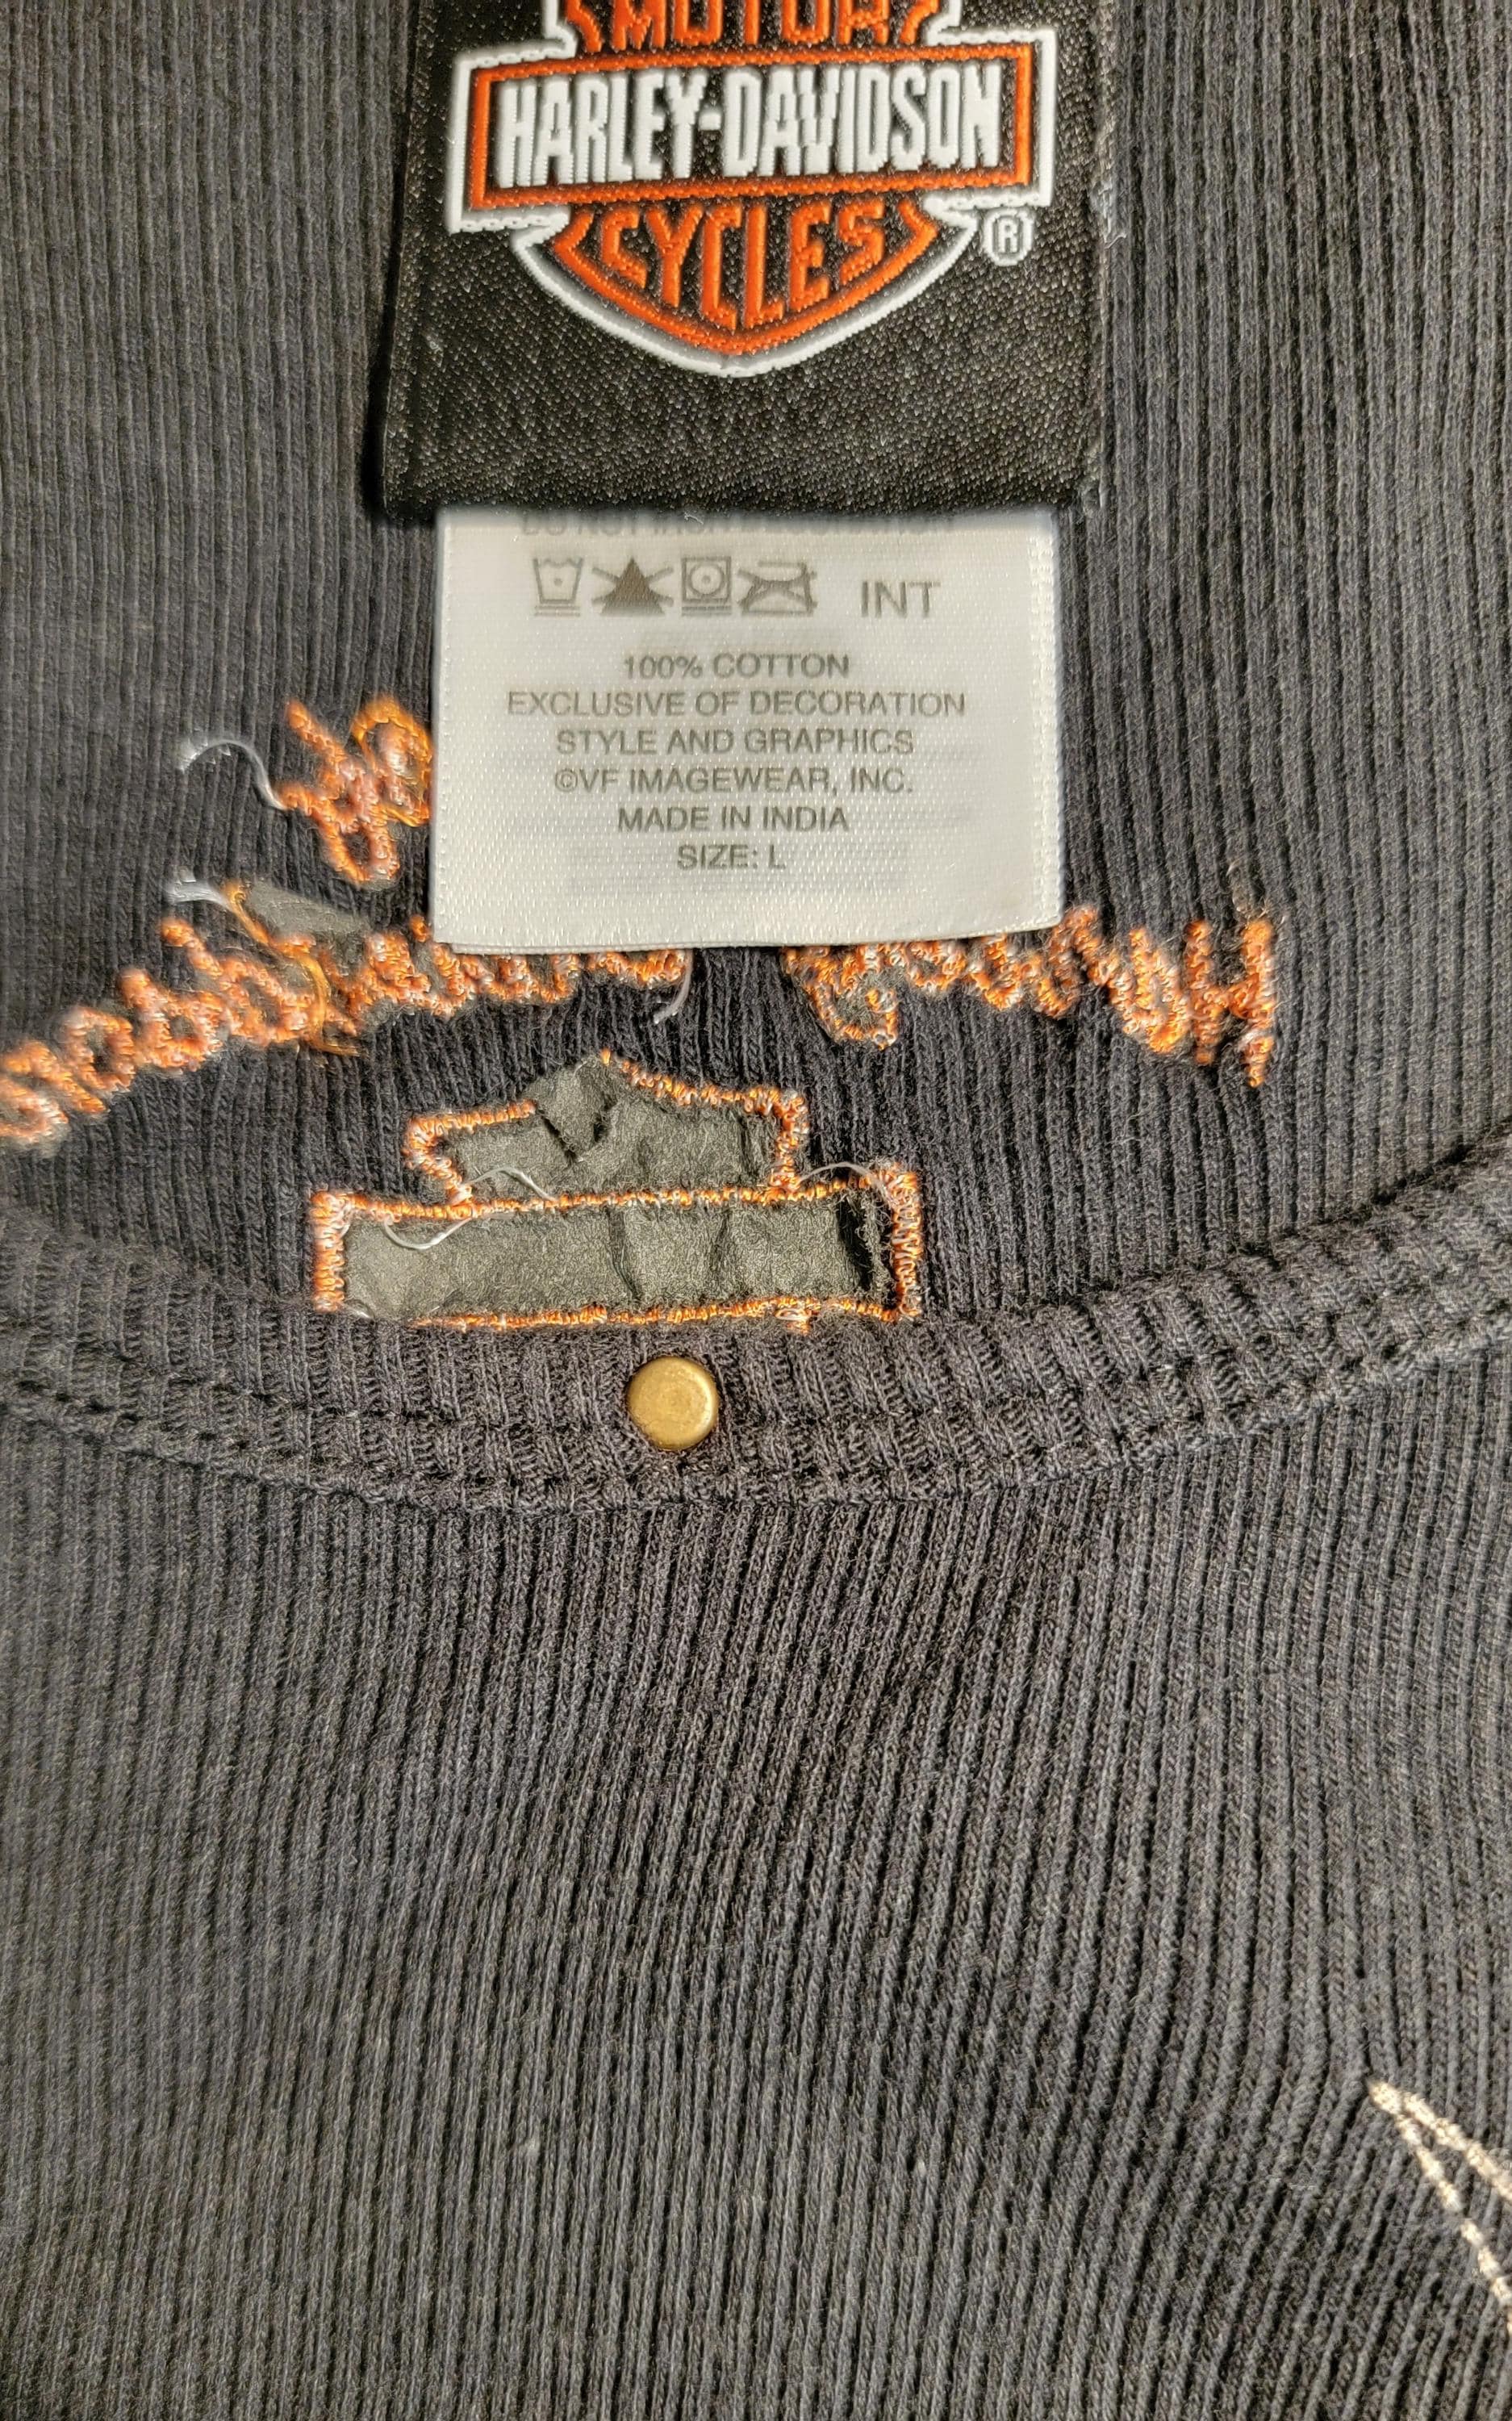 MOTOR
HARLEY-DAVIDSON
CYCLES
®
INT
100% COTTON
EXCLUSIVE OF DECORATION
STYLE AND GRAPHICS
©VF IMAGEWEAR, INC.
MADE IN INDIA
SIZE: L